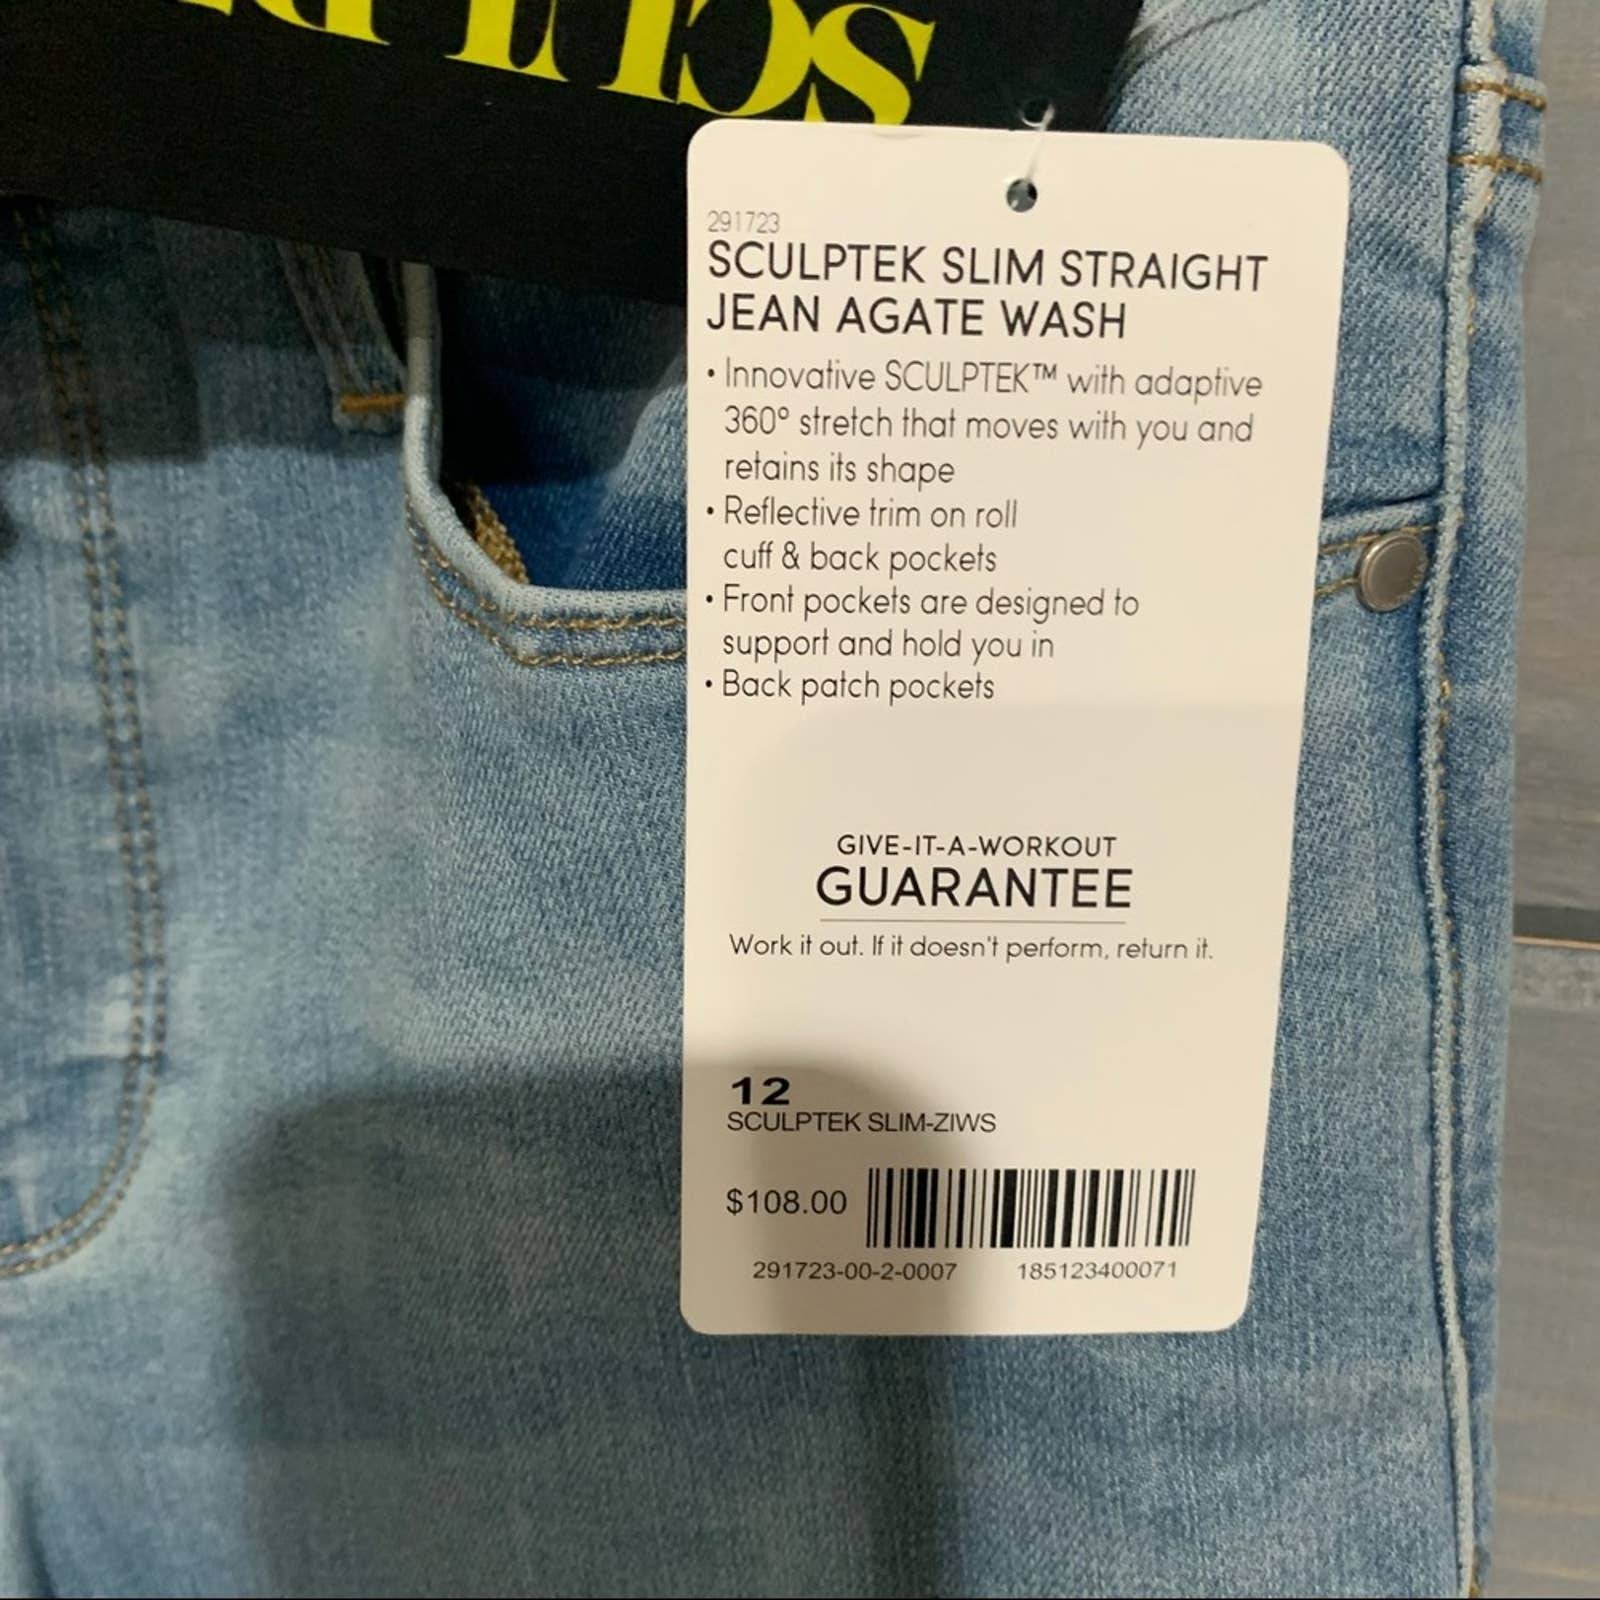 291723
SCULPTEK SLIM STRAIGHT
JEAN AGATE WASH
• Innovative SCULPTEK™ with adaptive
360° stretch that moves with you and
retains its shape
• Reflective trim on roll
cuff & back pockets
• Front pockets are designed to
support and hold you in
• Back patch pockets
GIVE-IT-A-WORKOUT
GUARANTEE
Work it out. If it doesn't perform, return it.
12
SCULPTEK SLIM-ZIWS
$108.00
291723-00-2-0007 185123400071